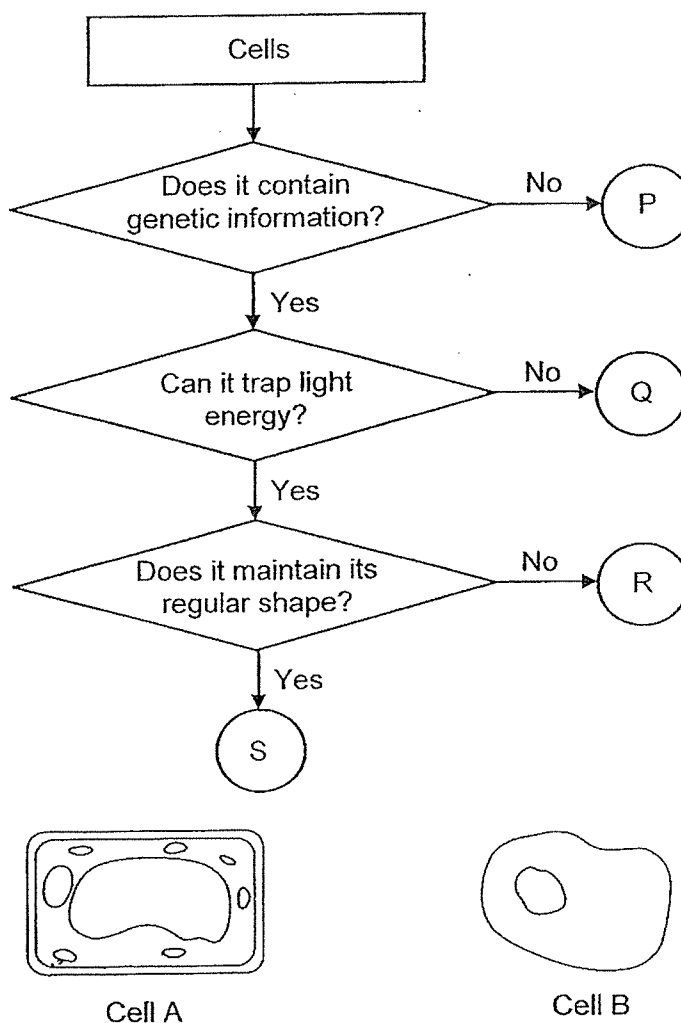 Cells
Does it contain
genetic information?
No
P
Yes
Can it trap light
energy?
No
Q
Yes
Does it maintain its
regular shape?
No
R
Yes
S
Cell A
Cell B